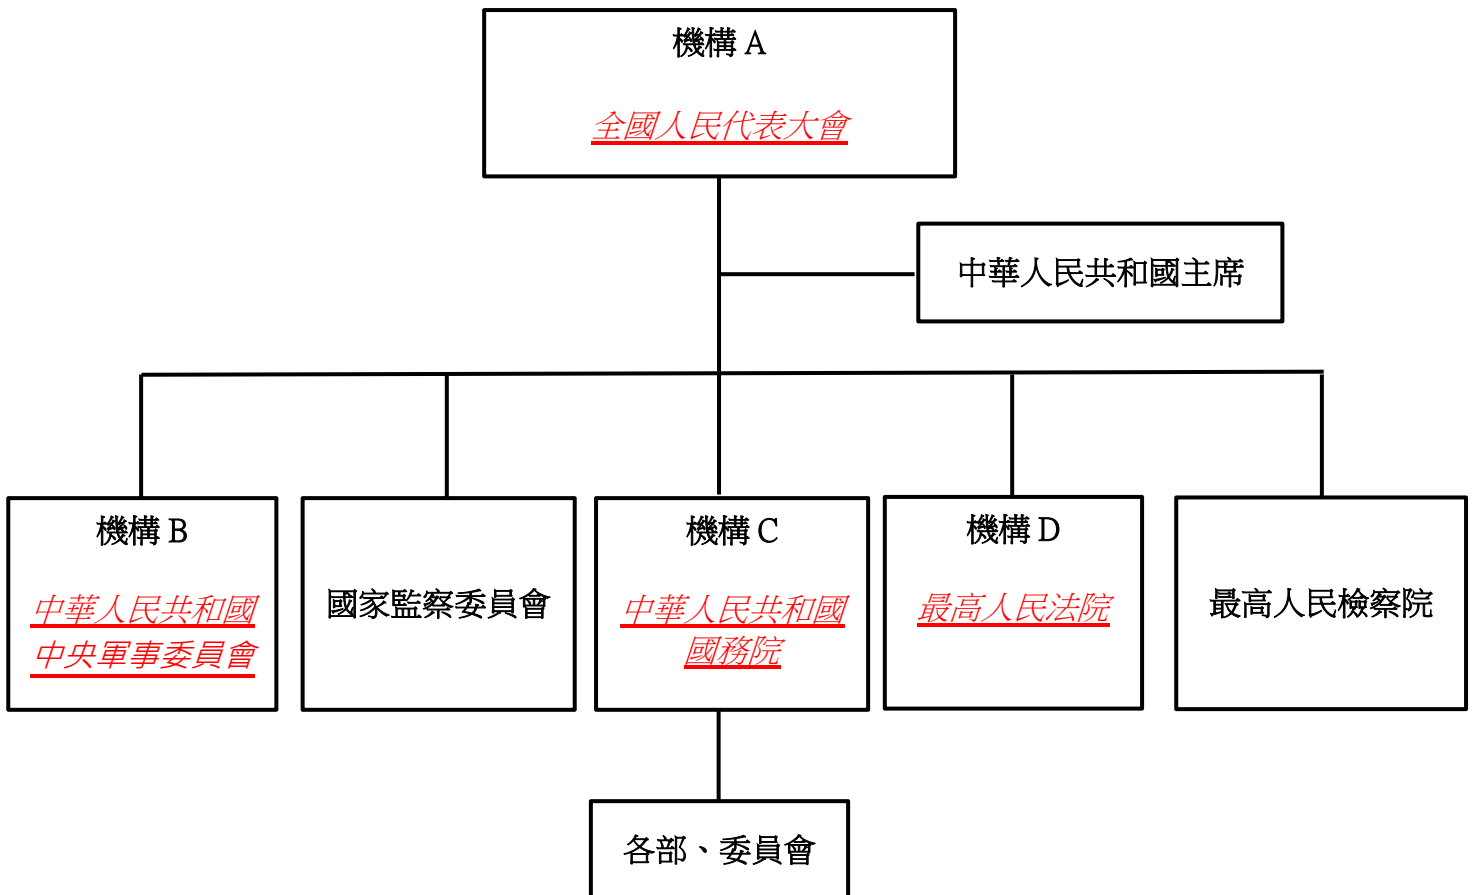 機構 A
全國人民代表大會
中華人民共和國主席
機構 B
中華人民共和國
中央軍事委員會
國家監察委員會
機構 C
中華人民共和國
國務院
機構 D
最高人民法院
最高人民檢察院
各部、委員會